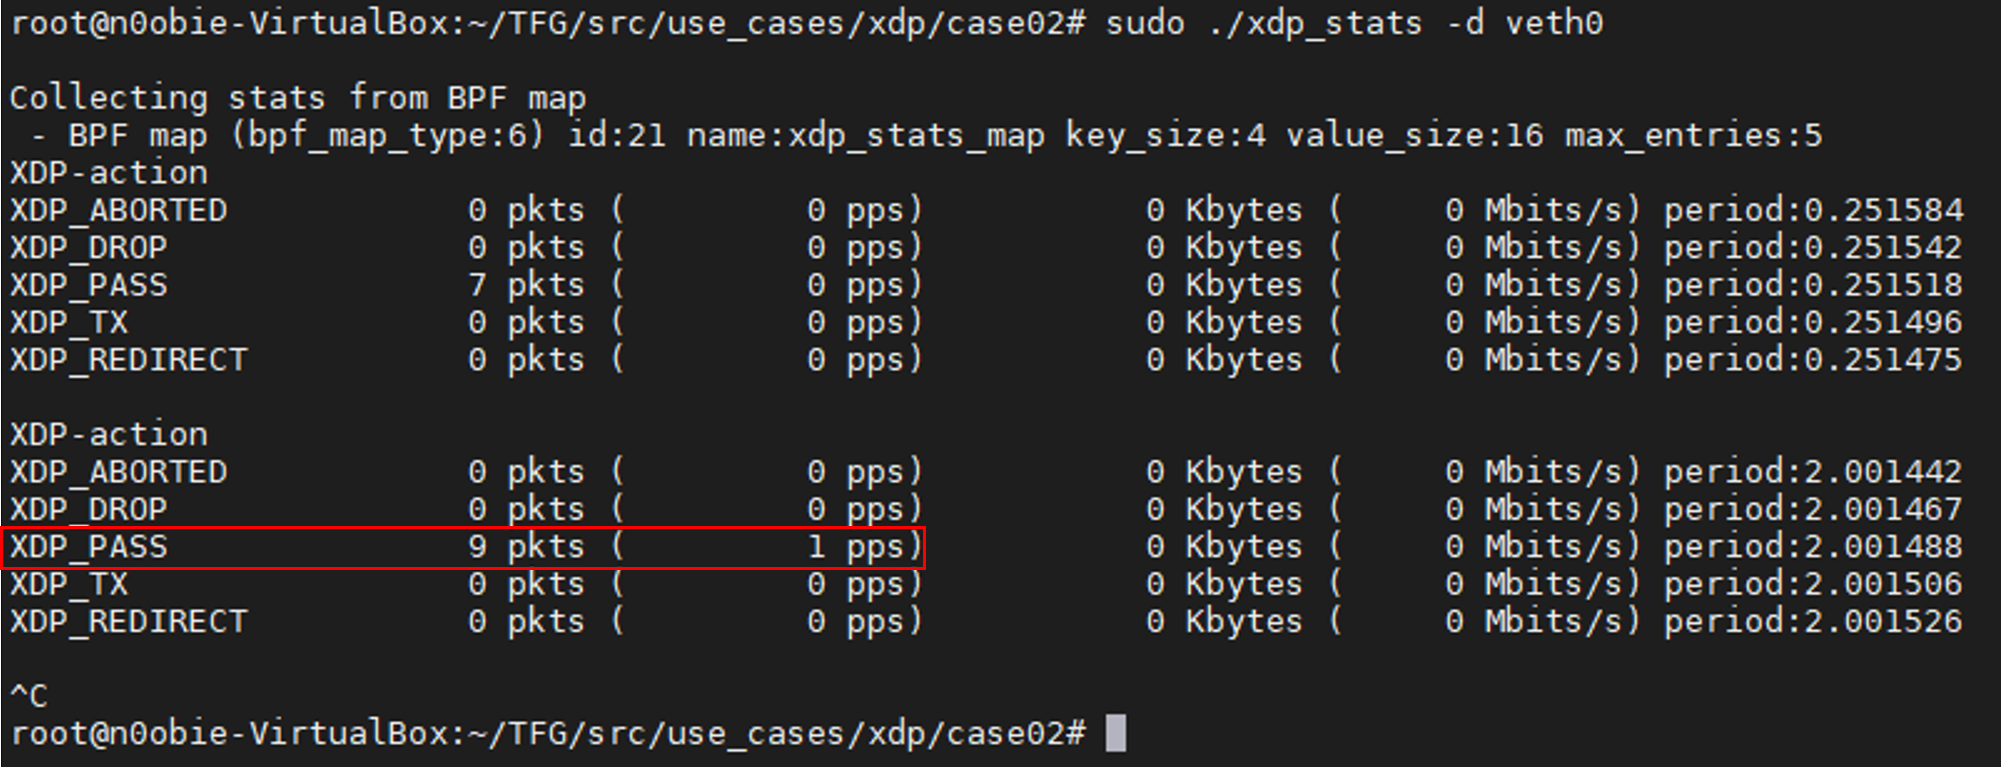 root@n0obie-VirtualBox:~/TFG/src/use_cases/xdp/case02# sudo ./xdp_stats -d veth0
Collecting stats from BPF map
 - BPF map (bpf_map_type:6) id:21 name:xdp_stats_map key_size:4 value_size:16 max_entries:5
XDP-action
XDP_ABORTED            0 pkts (         0 pps)           0 Kbytes (     0 Mbits/s) period:0.251584
XDP_DROP               0 pkts (         0 pps)           0 Kbytes (     0 Mbits/s) period:0.251542
XDP_PASS               7 pkts (         0 pps)           0 Kbytes (     0 Mbits/s) period:0.251518
XDP_TX                 0 pkts (         0 pps)           0 Kbytes (     0 Mbits/s) period:0.251496
XDP_REDIRECT           0 pkts (         0 pps)           0 Kbytes (     0 Mbits/s) period:0.251475
XDP-action
XDP_ABORTED            0 pkts (         0 pps)           0 Kbytes (     0 Mbits/s) period:2.001442
XDP_DROP               0 pkts (         0 pps)           0 Kbytes (     0 Mbits/s) period:2.001467
XDP_PASS               9 pkts (         1 pps)           0 Kbytes (     0 Mbits/s) period:2.001488
XDP_TX                 0 pkts (         0 pps)           0 Kbytes (     0 Mbits/s) period:2.001506
XDP_REDIRECT           0 pkts (         0 pps)           0 Kbytes (     0 Mbits/s) period:2.001526
^C
root@n0obie-VirtualBox:~/TFG/src/use_cases/xdp/case02#